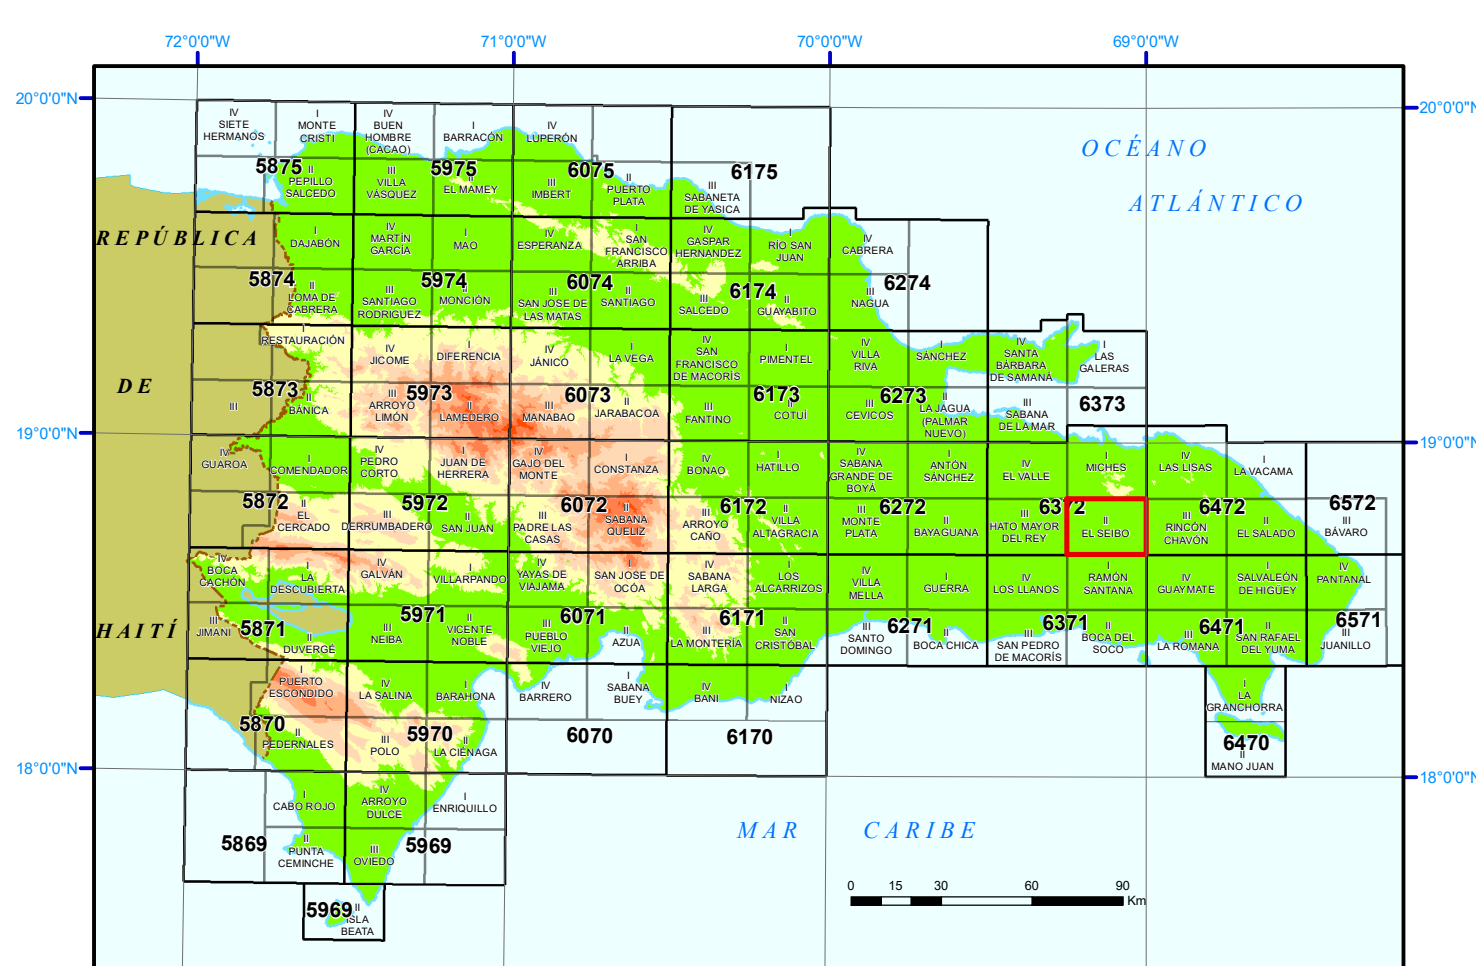 72°0'0"W
71°0'0"W
70°0'0"W
69°0'0"W
20°0'0"N
20°0'0"N
IV
SIETE
HERMANOS
I
MONTE
CRISTI
IV
BUEN
HOMBRE
(CACAO)
I
BARRACÓN
IV
LUPERÓN
OCÉANO
ATLÁNTICO
5875
5975
6075
6175
II
PEPILLO
SALCEDO
III
VILLA
VÁSQUEZ
II
EL MAMEY
III
IMBERT
II
PUERTO
PLATA
III
SABANETA
DE YASICA
REPÚBLICA
I
DAJABÓN
IV
MARTÍN
GARCÍA
I
MAO
IV
ESPERANZA
I
SAN
FRANCISCO
ARRIBA
IV
GASPAR
HERNANDEZ
I
RÍO SAN
JUAN
IV
CABRERA
5874
5974
6074
6174
6274
II
LOMA DE
CABRERA
III
SANTIAGO
RODRIGUEZ
II
MONCIÓN
III
SAN JOSE DE
LAS MATAS
II
SANTIAGO
III
SALCEDO
II
GUAYABITO
III
NAGUA
I
RESTAURACIÓN
IV
JICOME
I
DIFERENCIA
IV
JÁNICO
I
LA VEGA
IV
SAN
FRANCISCO
DE MACORÍS
I
PIMENTEL
IV
VILLA
RIVA
I
SÁNCHEZ
IV
SANTA
BÁRBARA
DE SAMANÁ
I
LAS
GALERAS
DE
5873
5973
6073
6173
6273
6373
III
II
BÁNICA
III
ARROYO
LIMÓN
II
LAMEDERO
III
MANABAO
II
JARABACOA
III
FANTINO
II
COTUÍ
III
CEVICOS
II
LA JAGUA
(PALMAR
NUEVO)
III
SABANA
DE LA MAR
19°0'0"N
19°0'0"N
IV
GUAROA
I
COMENDADOR
IV
PEDRO
CORTO
I
JUAN DE
HERRERA
IV
GAJO DEL
MONTE
I
CONSTANZA
IV
BONAO
I
HATILLO
IV
SABANA
GRANDE DE
BOYÁ
I
ANTÓN
SÁNCHEZ
IV
EL VALLE
I
MICHES
IV
LAS LISAS
I
LA VACAMA
5872
5972
6072
6172
6272
6372
6472
6572
II
EL
CERCADO
III
DERRUMBADERO
II
SAN JUAN
III
PADRE LAS
CASAS
II
SABANA
QUELIZ
III
ARROYO
CAÑO
II
VILLA
ALTAGRACIA
III
MONTE
PLATA
II
BAYAGUANA
III
HATO MAYOR
DEL REY
II
EL SEIBO
III
RINCÓN
CHAVÓN
II
EL SALADO
III
BÁVARO
IV
BOCA
CACHÓN
I
LA
DESCUBIERTA
IV
GALVÁN
I
VILLARPANDO
IV
YAYAS DE
VIAJAMA
I
SAN JOSE DE
OCÓA
IV
SABANA
LARGA
I
LOS
ALCARRIZOS
IV
VILLA
MELLA
I
GUERRA
IV
LOS LLANOS
I
RAMÓN
SANTANA
IV
GUAYMATE
I
SALVALEÓN
DE HIGÜEY
IV
PANTANAL
HAITÍ
5871
5971
6071
6171
6271
6371
6471
6571
III
JIMANI
II
DUVERGÉ
III
NEIBA
II
VICENTE
NOBLE
III
PUEBLO
VIEJO
II
AZUA
III
LA MONTERÍA
II
SAN
CRISTÓBAL
III
SANTO
DOMINGO
II
BOCA CHICA
III
SAN PEDRO
DE MACORÍS
II
BOCA DEL
SOCO
III
LA ROMANA
II
SAN RAFAEL
DEL YUMA
III
JUANILLO
I
PUERTO
ESCONDIDO
IV
LA SALINA
I
BARAHONA
IV
BARRERO
I
SABANA
BUEY
IV
BANI
I
NIZAO
I
LA
GRANCHORRA
5870
5970
6070
6170
6470
II
PEDERNALES
III
POLO
II
LA CIÉNAGA
II
MANO JUAN
18°0'0"N
18°0'0"N
I
CABO ROJO
IV
ARROYO
DULCE
I
ENRIQUILLO
MAR CARIBE
5869
5969
II
PUNTA
CEMINCHE
III
OVIEDO
0 15 30 60 90
Km
5969
II
ISLA
BEATA